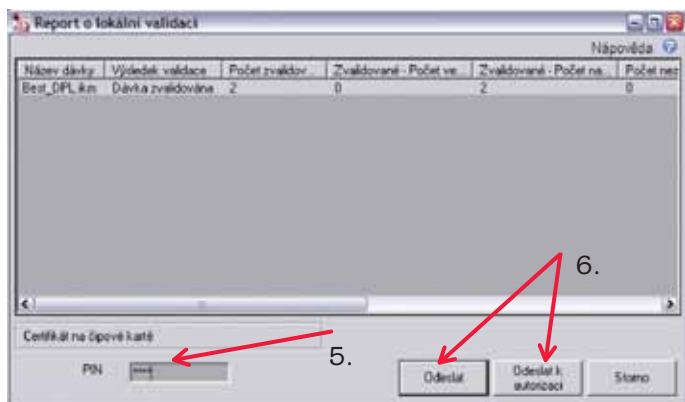 Report o lokální validaci
Nápověda
Název dávky Výsledek validace Počet zvalidov... Zvalidované - Počet ve... Zvalidované - Počet na... Počet nez
Best_DPL.ikm Dávka zvalidována 2 0 2 0
6.
Certifikát na čipové kartě
5.
PIN ****
Odeslat Odeslat k autorizaci Storno